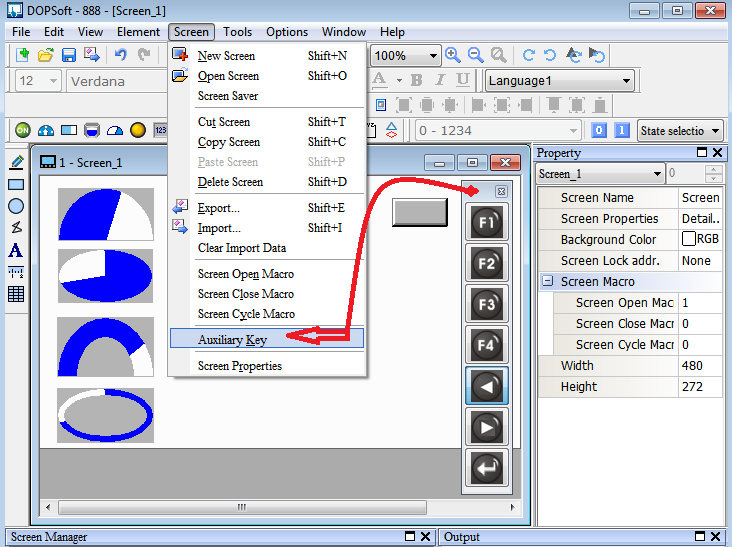 DOPSoft - 888 - [Screen_1]
File Edit View Element Screen Tools Options Window Help
100%
12 Verdana
Language1
ON
0 - 1234
0 1
State selectio
New Screen Shift+N
Open Screen Shift+O
Screen Saver
Cut Screen Shift+T
Copy Screen Shift+C
Paste Screen Shift+P
Delete Screen Shift+D
Export... Shift+E
Import... Shift+I
Clear Import Data
Screen Open Macro
Screen Close Macro
Screen Cycle Macro
Auxiliary Key
Screen Properties
1 - Screen_1
F1
F2
F3
F4
Property
Screen_1 0
Screen Name Screen
Screen Properties Detail..
Background Color RGB
Screen Lock addr. None
Screen Macro
Screen Open Mac 1
Screen Close Macr 0
Screen Cycle Macr 0
Width 480
Height 272
Screen Manager
Output